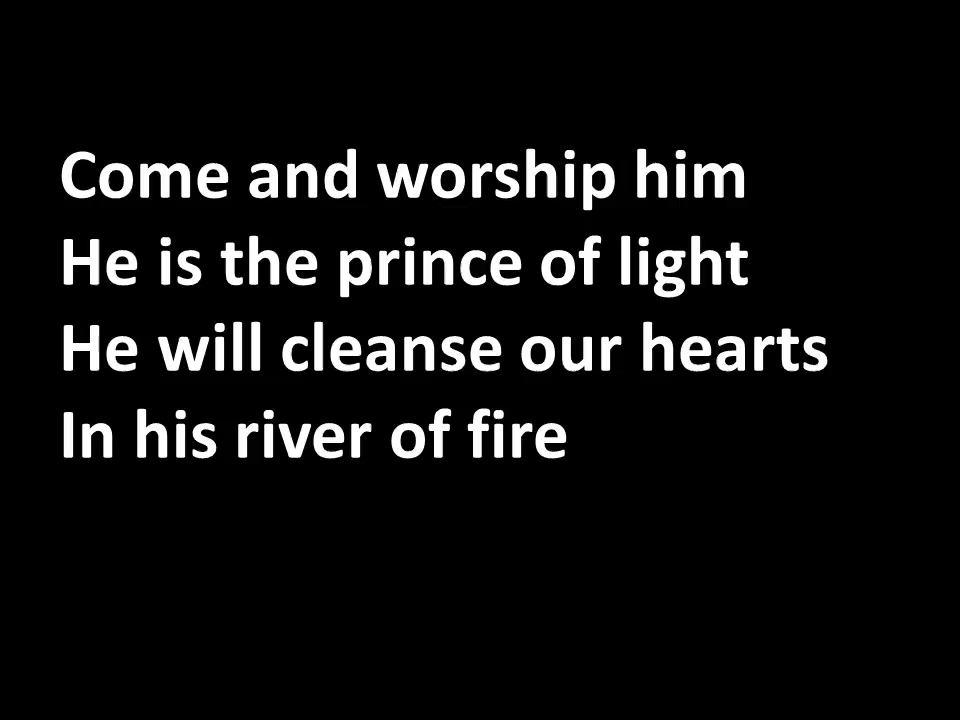 Come and worship him
He is the prince of light
He will cleanse our hearts
In his river of fire